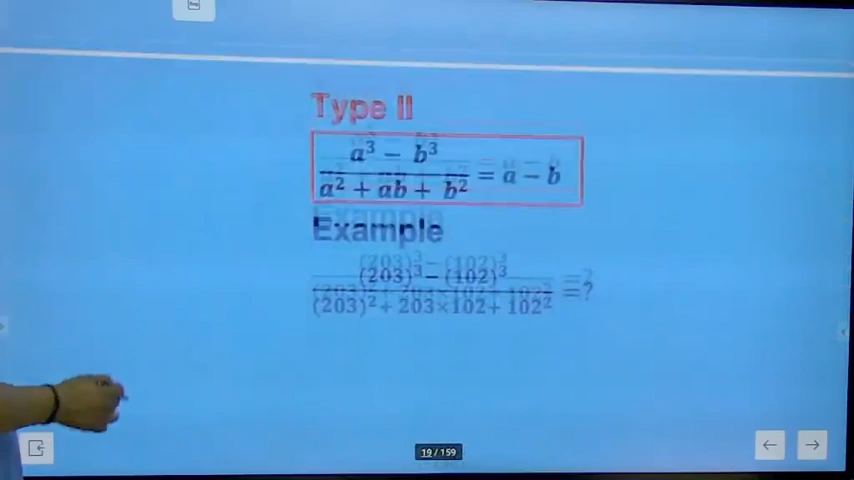 Type II
a³ − b³
a² + ab + b² = a − b
Example
(203)³ − (102)³
(203)² + 203×102 + 102² = ?
19 / 159